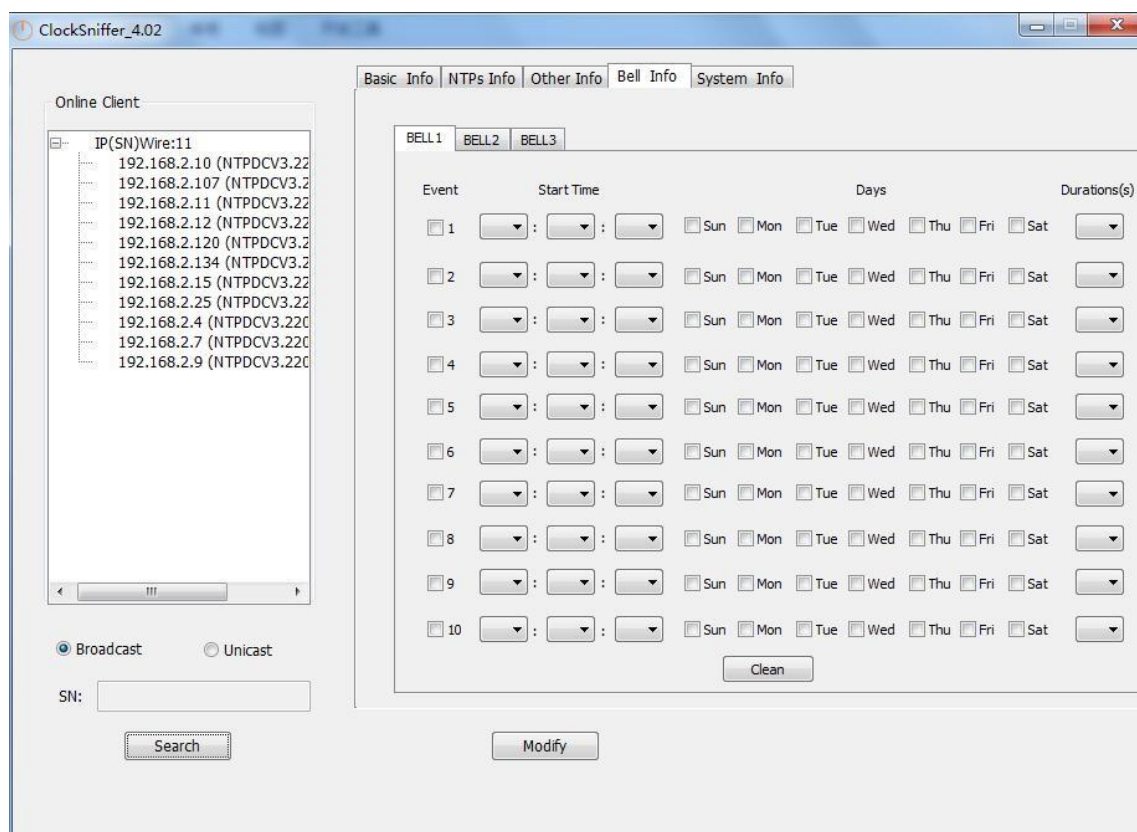 ClockSniffer_4.02
Basic Info NTPs Info Other Info Bell Info System Info
Online Client
IP(SN)Wire:11
192.168.2.10 (NTPDCV3.22
192.168.2.107 (NTPDCV3.2
192.168.2.11 (NTPDCV3.22
192.168.2.12 (NTPDCV3.22
192.168.2.120 (NTPDCV3.2
192.168.2.134 (NTPDCV3.2
192.168.2.15 (NTPDCV3.22
192.168.2.25 (NTPDCV3.22
192.168.2.4 (NTPDCV3.220
192.168.2.7 (NTPDCV3.220
192.168.2.9 (NTPDCV3.220
Broadcast Unicast
SN:
Search
BELL1 BELL2 BELL3
Event Start Time Days Durations(s)
1 : : Sun Mon Tue Wed Thu Fri Sat
2 : : Sun Mon Tue Wed Thu Fri Sat
3 : : Sun Mon Tue Wed Thu Fri Sat
4 : : Sun Mon Tue Wed Thu Fri Sat
5 : : Sun Mon Tue Wed Thu Fri Sat
6 : : Sun Mon Tue Wed Thu Fri Sat
7 : : Sun Mon Tue Wed Thu Fri Sat
8 : : Sun Mon Tue Wed Thu Fri Sat
9 : : Sun Mon Tue Wed Thu Fri Sat
10 : : Sun Mon Tue Wed Thu Fri Sat
Clean
Modify